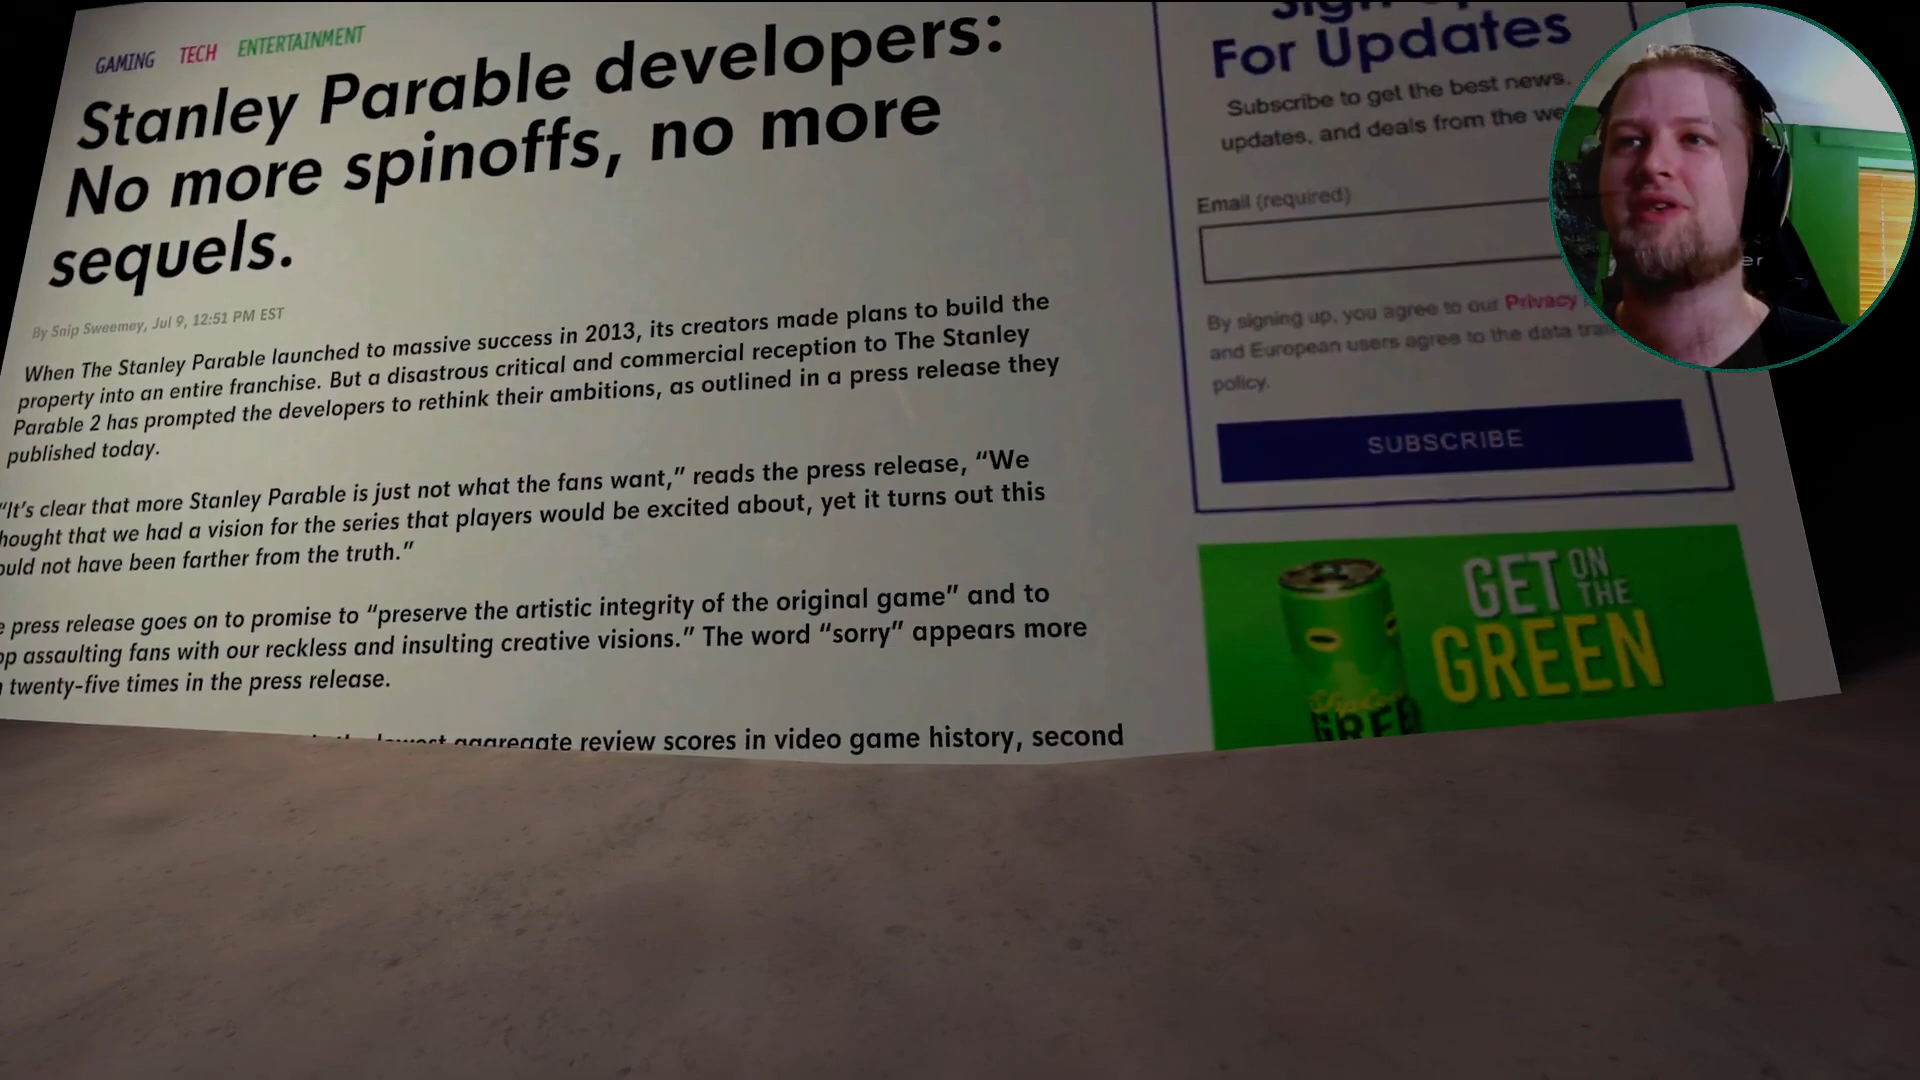 GAMING TECH ENTERTAINMENT
Stanley Parable developers:
No more spinoffs, no more
sequels.
By Snip Sweemey, Jul 9, 12:51 PM EST
When The Stanley Parable launched to massive success in 2013, its creators made plans to build the
property into an entire franchise. But a disastrous critical and commercial reception to The Stanley
Parable 2 has prompted the developers to rethink their ambitions, as outlined in a press release they
published today.
“It’s clear that more Stanley Parable is just not what the fans want,” reads the press release, “We
hought that we had a vision for the series that players would be excited about, yet it turns out this
ould not have been farther from the truth.”
e press release goes on to promise to “preserve the artistic integrity of the original game” and to
op assaulting fans with our reckless and insulting creative visions.” The word “sorry” appears more
twenty-five times in the press release.
lowest aggregate review scores in video game history, second
For Updates
Subscribe to get the best news,
updates, and deals from the we
Email (required)
By signing up, you agree to our Privacy
and European users agree to the data
policy.
SUBSCRIBE
GET ON
THE
GREEN